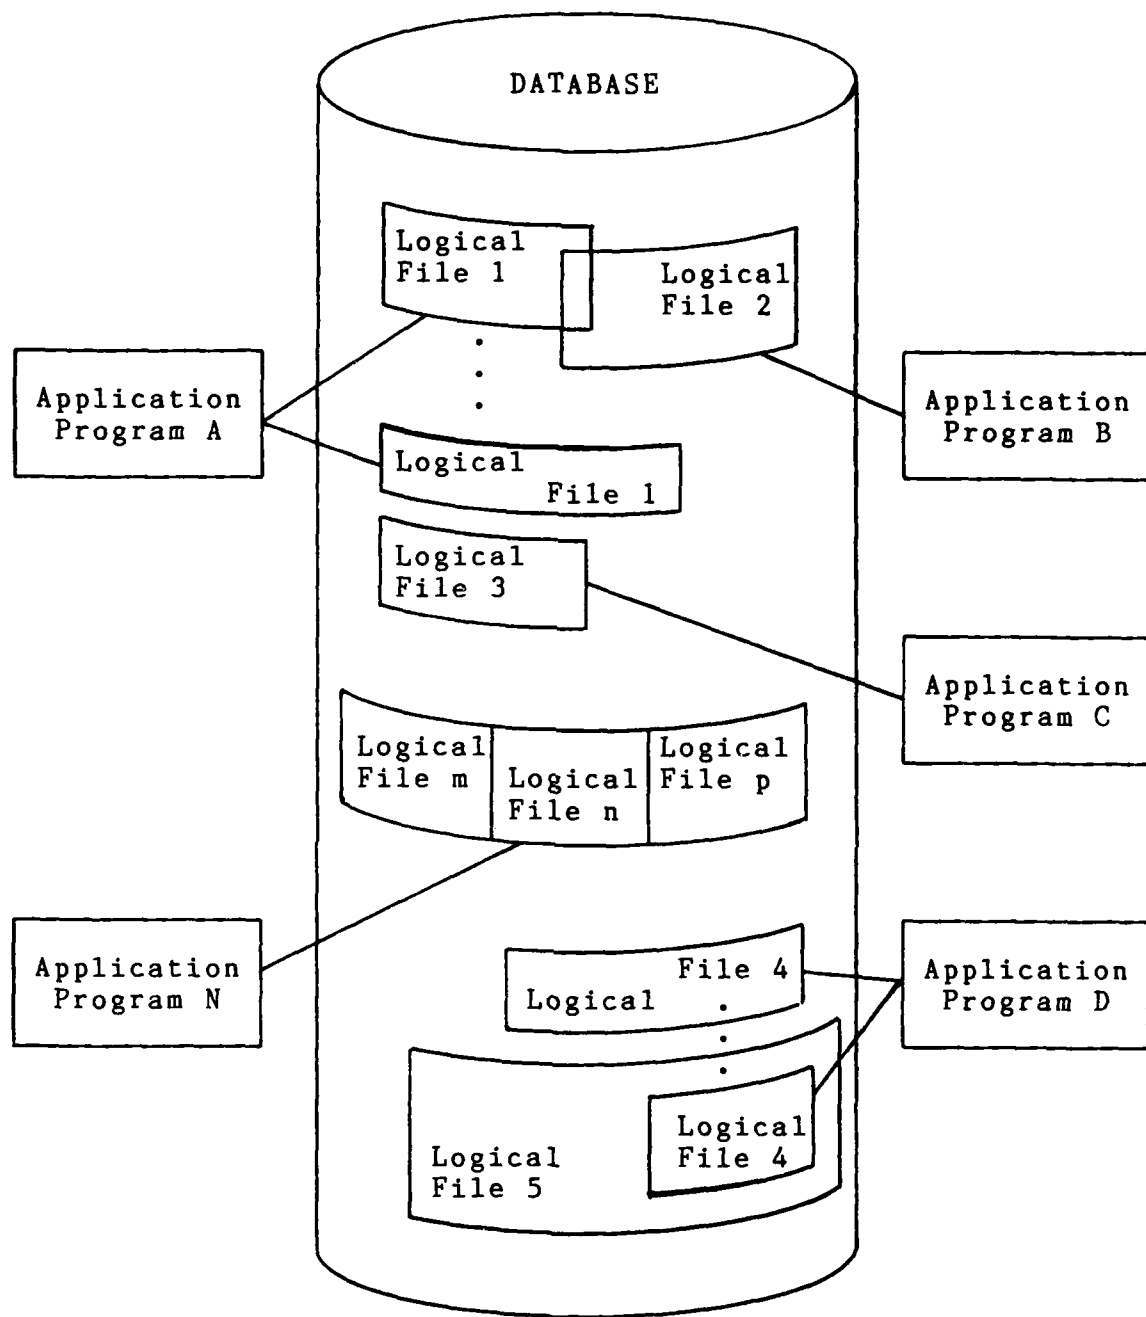 DATABASE
Logical
File 1
Logical
File 2
Application
Program A
Application
Program B
Logical
File 1
Logical
File 3
Application
Program C
Logical
File m
Logical
File n
Logical
File p
Application
Program N
File 4
Logical
Application
Program D
Logical
File 4
Logical
File 5